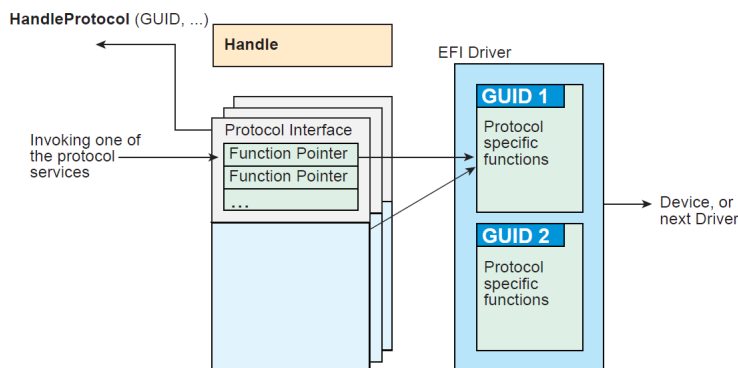 HandleProtocol (GUID, ...)
Handle
EFI Driver
GUID 1
Protocol Interface
Protocol
specific
functions
Invoking one of
the protocol
services
Function Pointer
Function Pointer
...
Device, or
next Driver
GUID 2
Protocol
specific
functions